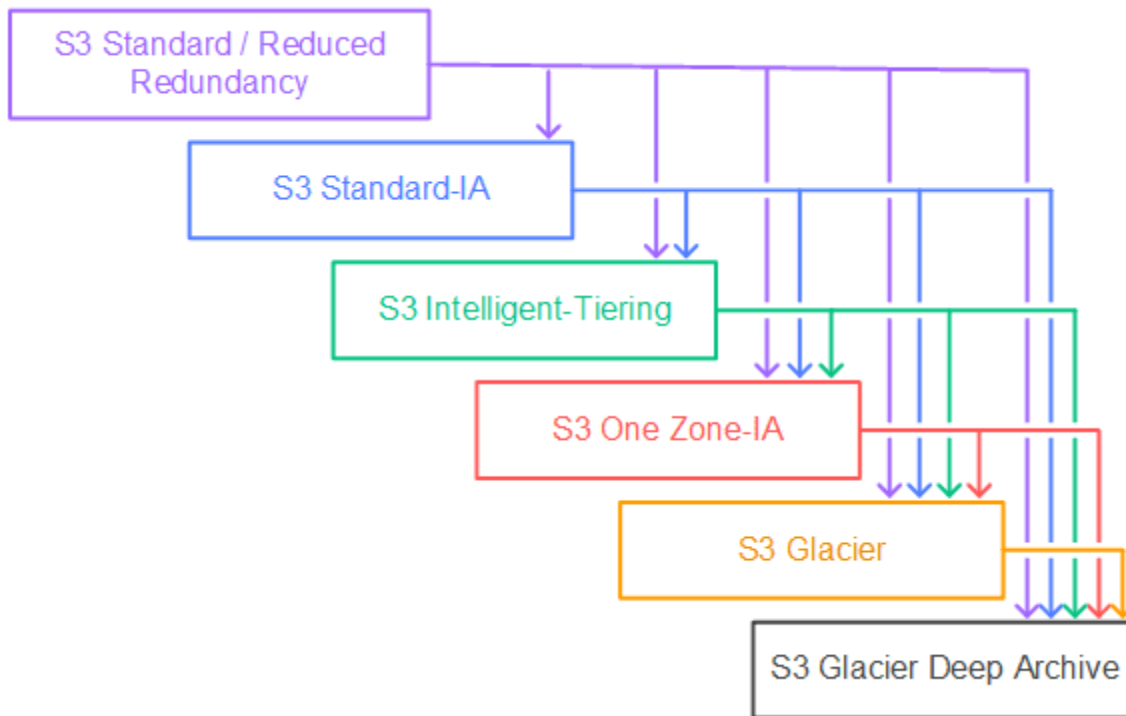 S3 Standard / Reduced
Redundancy
S3 Standard-IA
S3 Intelligent-Tiering
S3 One Zone-IA
S3 Glacier
S3 Glacier Deep Archive